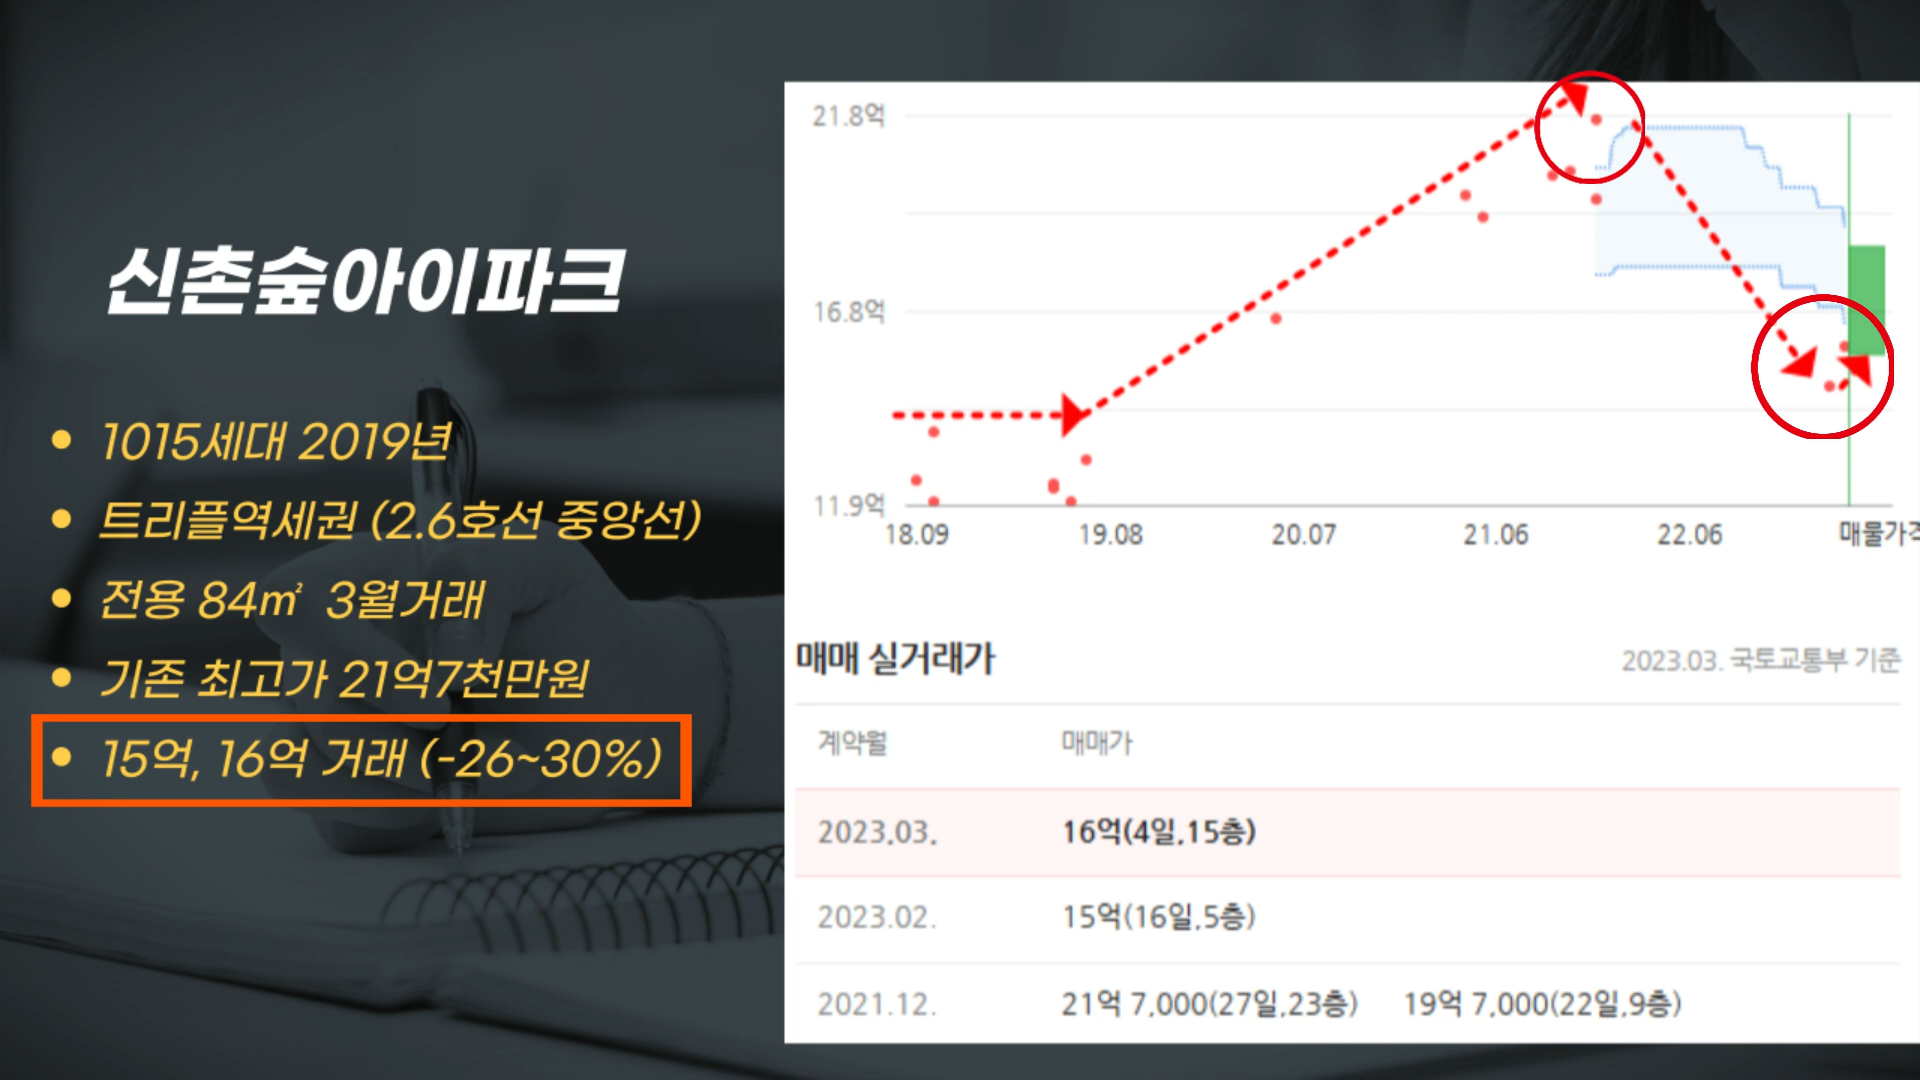 신촌숲아이파크
• 1015세대 2019년
• 트리플역세권 (2.6호선 중앙선)
• 전용 84㎡ 3월거래
• 기존 최고가 21억7천만원
• 15억, 16억 거래 (-26~30%)
21.8억
16.8억
11.9억
18.09 19.08 20.07 21.06 22.06 매물가격
매매 실거래가 2023.03. 국토교통부 기준
계약월 매매가
2023.03. 16억(4일,15층)
2023.02. 15억(16일,5층)
2021.12. 21억 7,000(27일,23층) 19억 7,000(22일,9층)